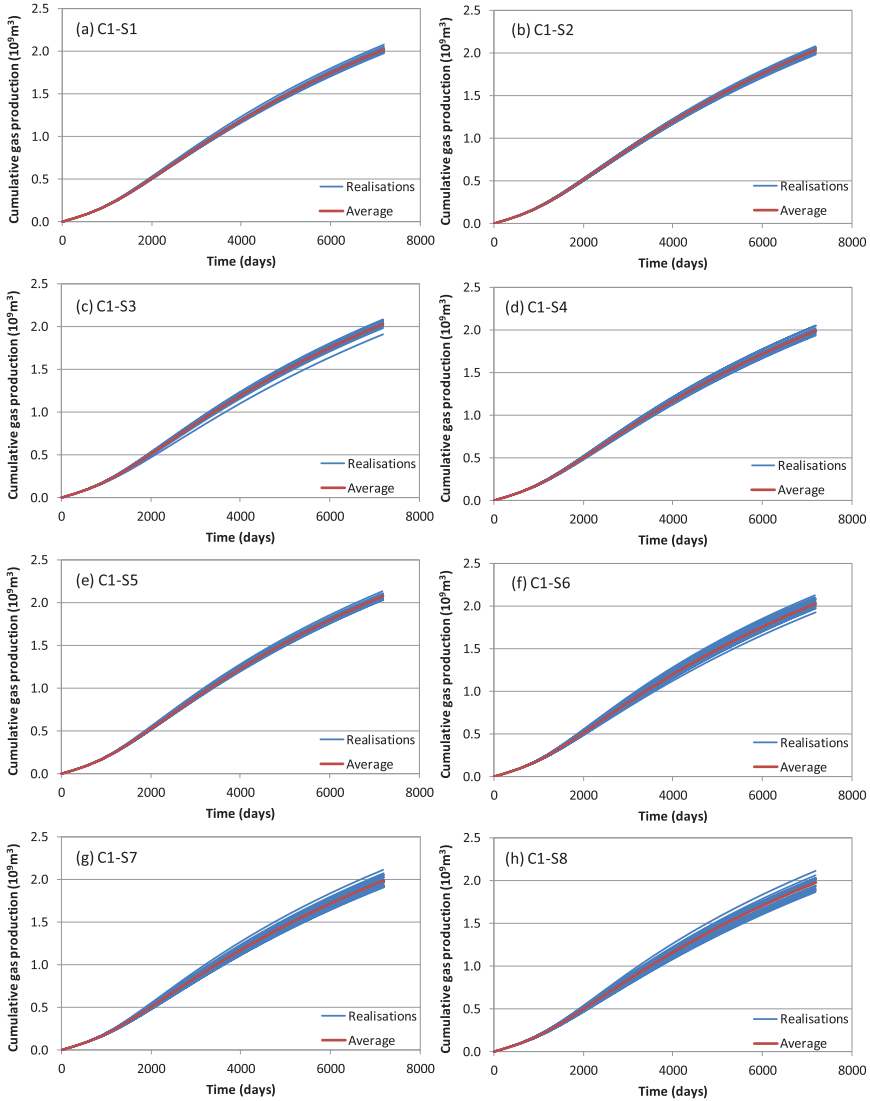 (a) C1-S1
Cumulative gas production (10⁹m³)
2.5
2.0
1.5
1.0
0.5
0.0
0
2000
4000
6000
8000
Time (days)
Realisations
Average
(b) C1-S2
Cumulative gas production (10⁹m³)
2.5
2.0
1.5
1.0
0.5
0.0
0
2000
4000
6000
8000
Time (days)
Realisations
Average
(c) C1-S3
Cumulative gas production (10⁹m³)
2.5
2.0
1.5
1.0
0.5
0.0
0
2000
4000
6000
8000
Time (days)
Realisations
Average
(d) C1-S4
Cumulative gas production (10⁹m³)
2.5
2.0
1.5
1.0
0.5
0.0
0
2000
4000
6000
8000
Time (days)
Realisations
Average
(e) C1-S5
Cumulative gas production (10⁹m³)
2.5
2.0
1.5
1.0
0.5
0.0
0
2000
4000
6000
8000
Time (days)
Realisations
Average
(f) C1-S6
Cumulative gas production (10⁹m³)
2.5
2.0
1.5
1.0
0.5
0.0
0
2000
4000
6000
8000
Time (days)
Realisations
Average
(g) C1-S7
Cumulative gas production (10⁹m³)
2.5
2.0
1.5
1.0
0.5
0.0
0
2000
4000
6000
8000
Time (days)
Realisations
Average
(h) C1-S8
Cumulative gas production (10⁹m³)
2.5
2.0
1.5
1.0
0.5
0.0
0
2000
4000
6000
8000
Time (days)
Realisations
Average